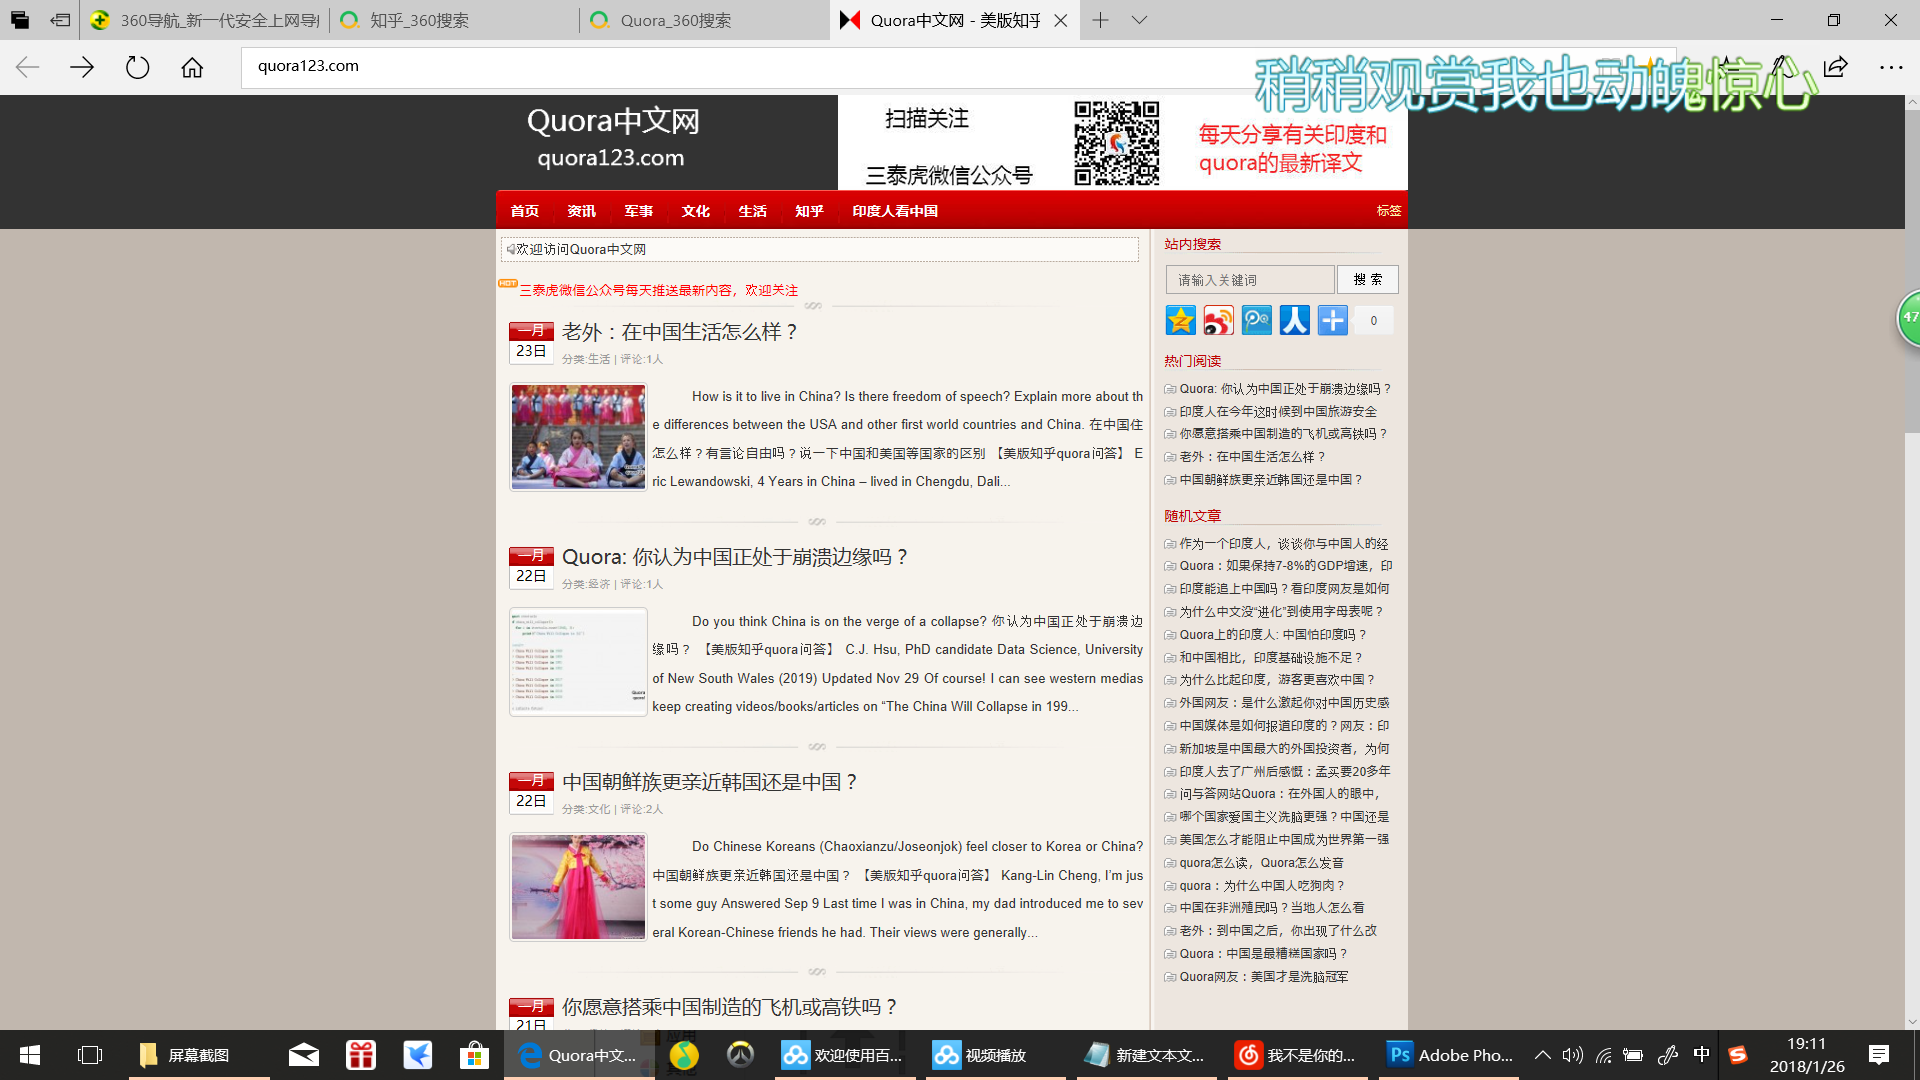 360导航_新一代安全上网导航
知乎_360搜索
Quora_360搜索
Quora中文网 - 美版知乎
quora123.com
稍稍观赏我也动魄惊心
Quora中文网
quora123.com
扫描关注
三泰虎微信公众号
每天分享有关印度和
quora的最新译文
首页 资讯 军事 文化 生活 知乎 印度人看中国 标签
欢迎访问Quora中文网
HOT 三泰虎微信公众号每天推送最新内容，欢迎关注
一月
23日
老外：在中国生活怎么样？
分类:生活 | 评论:1人
How is it to live in China? Is there freedom of speech? Explain more about th
e differences between the USA and other first world countries and China. 在中国住
怎么样？有言论自由吗？说一下中国和美国等国家的区别 【美版知乎quora问答】 E
ric Lewandowski, 4 Years in China – lived in Chengdu, Dali...
一月
22日
Quora: 你认为中国正处于崩溃边缘吗？
分类:经济 | 评论:1人
Do you think China is on the verge of a collapse? 你认为中国正处于崩溃边
缘吗？ 【美版知乎quora问答】 C.J. Hsu, PhD candidate Data Science, University
of New South Wales (2019) Updated Nov 29 Of course! I can see western medias
keep creating videos/books/articles on “The China Will Collapse in 199...
一月
22日
中国朝鲜族更亲近韩国还是中国？
分类:文化 | 评论:2人
Do Chinese Koreans (Chaoxianzu/Joseonjok) feel closer to Korea or China?
中国朝鲜族更亲近韩国还是中国？ 【美版知乎quora问答】 Kang-Lin Cheng, I’m jus
t some guy Answered Sep 9 Last time I was in China, my dad introduced me to sev
eral Korean-Chinese friends he had. Their views were generally...
一月
21日
你愿意搭乘中国制造的飞机或高铁吗？
站内搜索
请输入关键词 搜 索
0
47
热门阅读
Quora: 你认为中国正处于崩溃边缘吗？
印度人在今年这时候到中国旅游安全
你愿意搭乘中国制造的飞机或高铁吗？
老外：在中国生活怎么样？
中国朝鲜族更亲近韩国还是中国？
随机文章
作为一个印度人，谈谈你与中国人的经
Quora：如果保持7-8%的GDP增速，印
印度能追上中国吗？看印度网友是如何
为什么中文没“进化”到使用字母表呢？
Quora上的印度人: 中国怕印度吗？
和中国相比，印度基础设施不足？
为什么比起印度，游客更喜欢中国？
外国网友：是什么激起你对中国历史感
中国媒体是如何报道印度的？网友：印
新加坡是中国最大的外国投资者，为何
印度人去了广州后感慨：孟买要20多年
问与答网站Quora：在外国人的眼中，
哪个国家爱国主义洗脑更强？中国还是
美国怎么才能阻止中国成为世界第一强
quora怎么读，Quora怎么发音
quora：为什么中国人吃狗肉？
中国在非洲殖民吗？当地人怎么看
老外：到中国之后，你出现了什么改
Quora：中国是最糟糕国家吗？
Quora网友：美国才是洗脑冠军
屏幕截图
Quora中文...
欢迎使用百...
视频播放
新建文本文...
我不是你的...
Adobe Pho...
中
19:11
2018/1/26